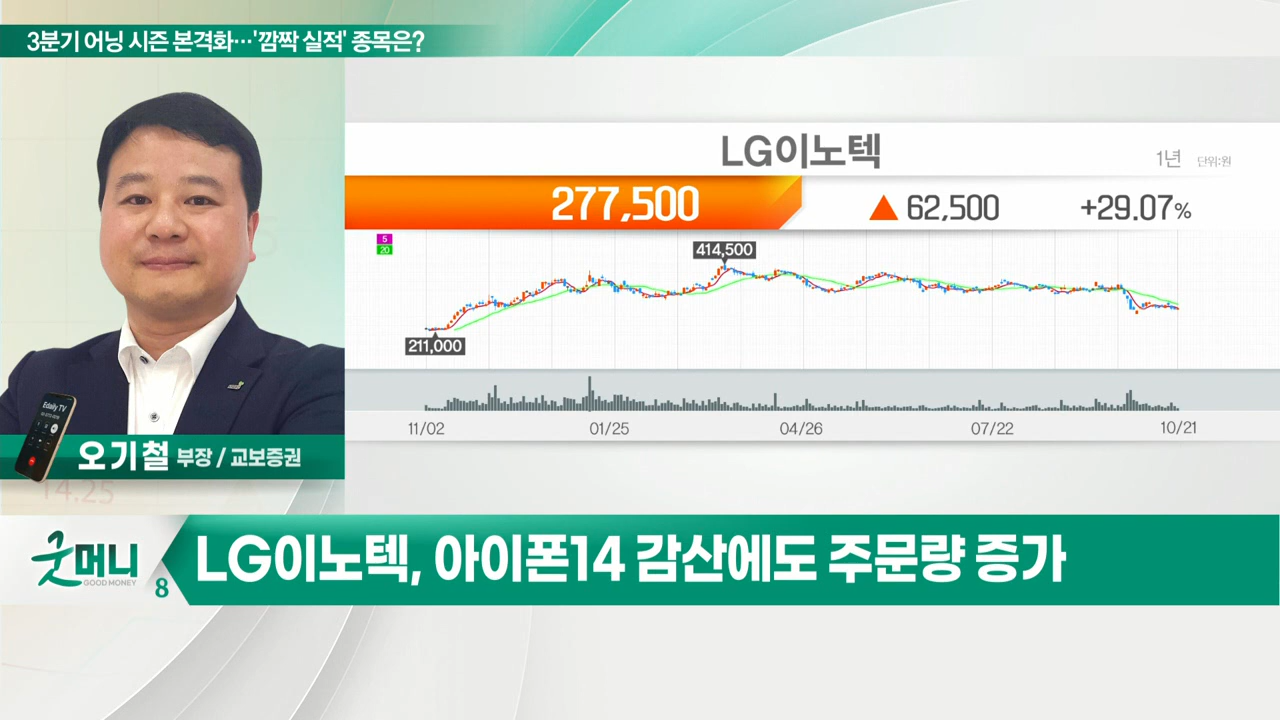 3분기 어닝 시즌 본격화…'깜짝 실적' 종목은?
LG이노텍
1년 단위:원
277,500 ▲ 62,500 +29.07%
5
20
414,500
211,000
11/02 01/25 04/26 07/22 10/21
Edaily TV
오기철 부장 / 교보증권
14.25
굿머니
GOOD MONEY
8
LG이노텍, 아이폰14 감산에도 주문량 증가